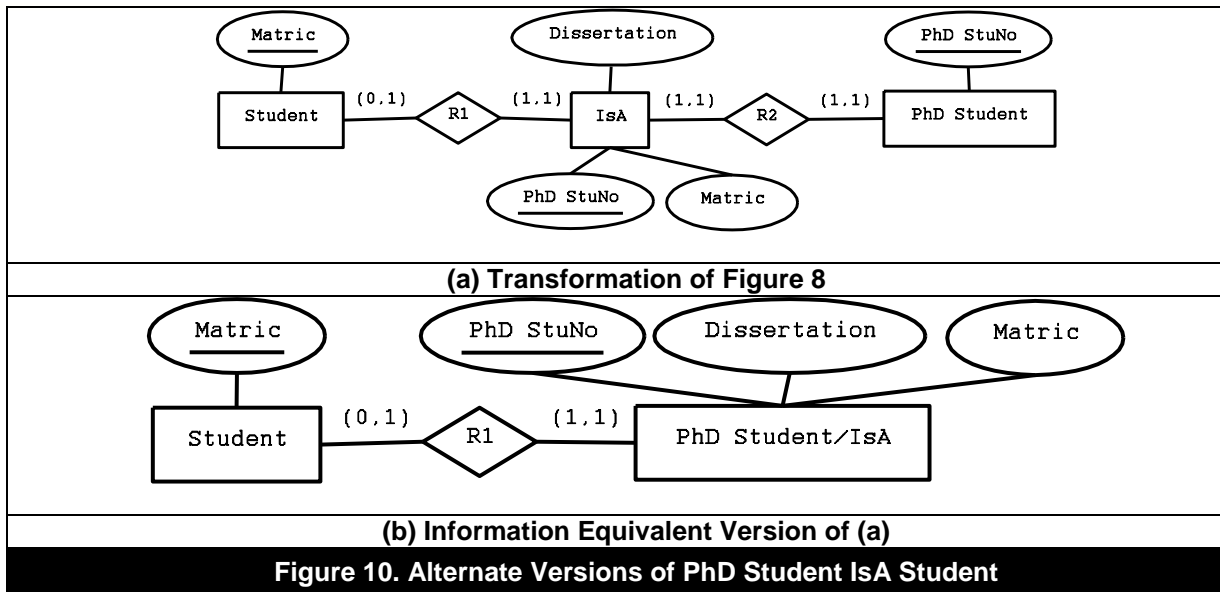 Matric Dissertation PhD StuNo
(0,1) (1,1) (1,1) (1,1)
Student R1 IsA R2 PhD Student
PhD StuNo Matric
(a) Transformation of Figure 8
Matric PhD StuNo Dissertation Matric
(0,1) (1,1)
Student R1 PhD Student/IsA
(b) Information Equivalent Version of (a)
Figure 10. Alternate Versions of PhD Student IsA Student